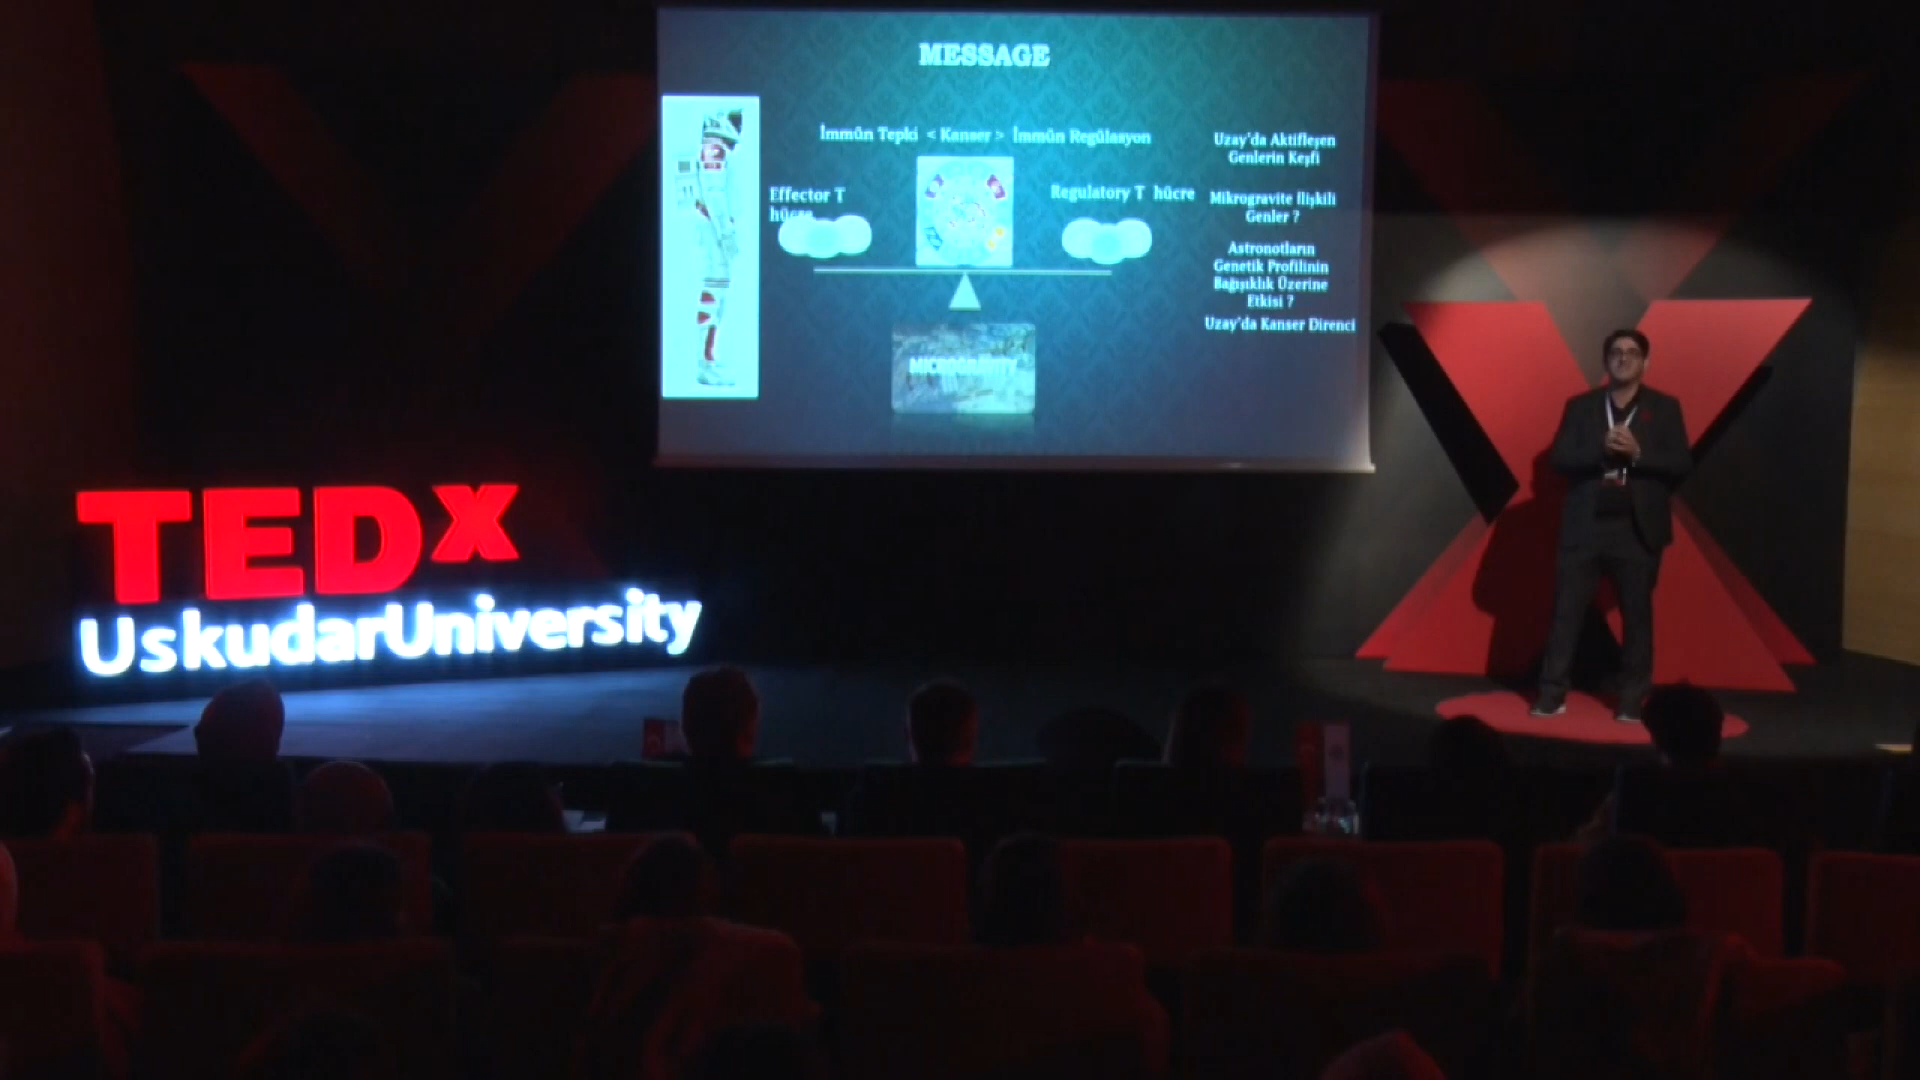 MESSAGE
İmmün Tepki < Kanser > İmmün Regülasyon
Effector T
hücre
Regulatory T hücre
MICROGRAVITY
Uzay'da Aktifleşen
Genlerin Keşfi
Mikrogravite İlişkili
Genler ?
Astronotların
Genetik Profilinin
Bağışıklık Üzerine
Etkisi ?
Uzay'da Kanser Direnci
TEDx
UskudarUniversity